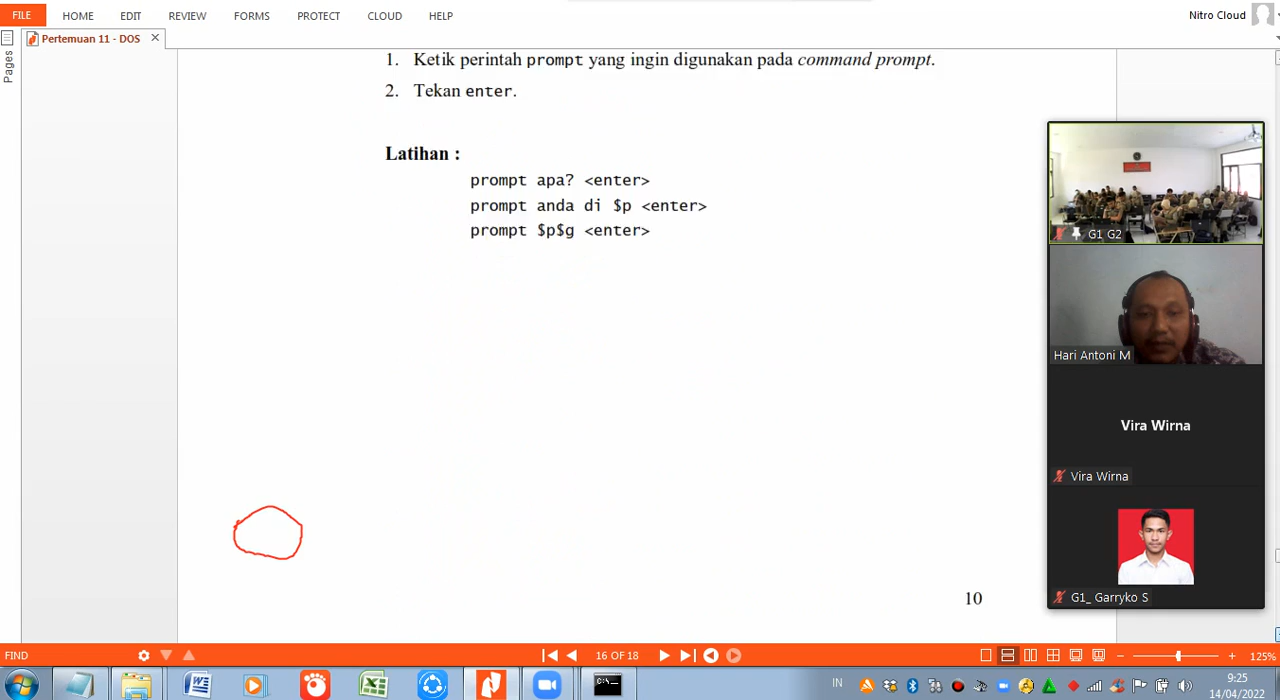 FILE HOME EDIT REVIEW FORMS PROTECT CLOUD HELP Nitro Cloud
Pertemuan 11 - DOS
Pages
1. Ketik perintah prompt yang ingin digunakan pada command prompt.
2. Tekan enter.
Latihan :
prompt apa? <enter>
prompt anda di $p <enter>
prompt $p$g <enter>
10
G1 G2
Hari Antoni M
Vira Wirna
Vira Wirna
G1_ Garryko S
FIND 16 OF 18 125%
IN 9:25
14/04/2022